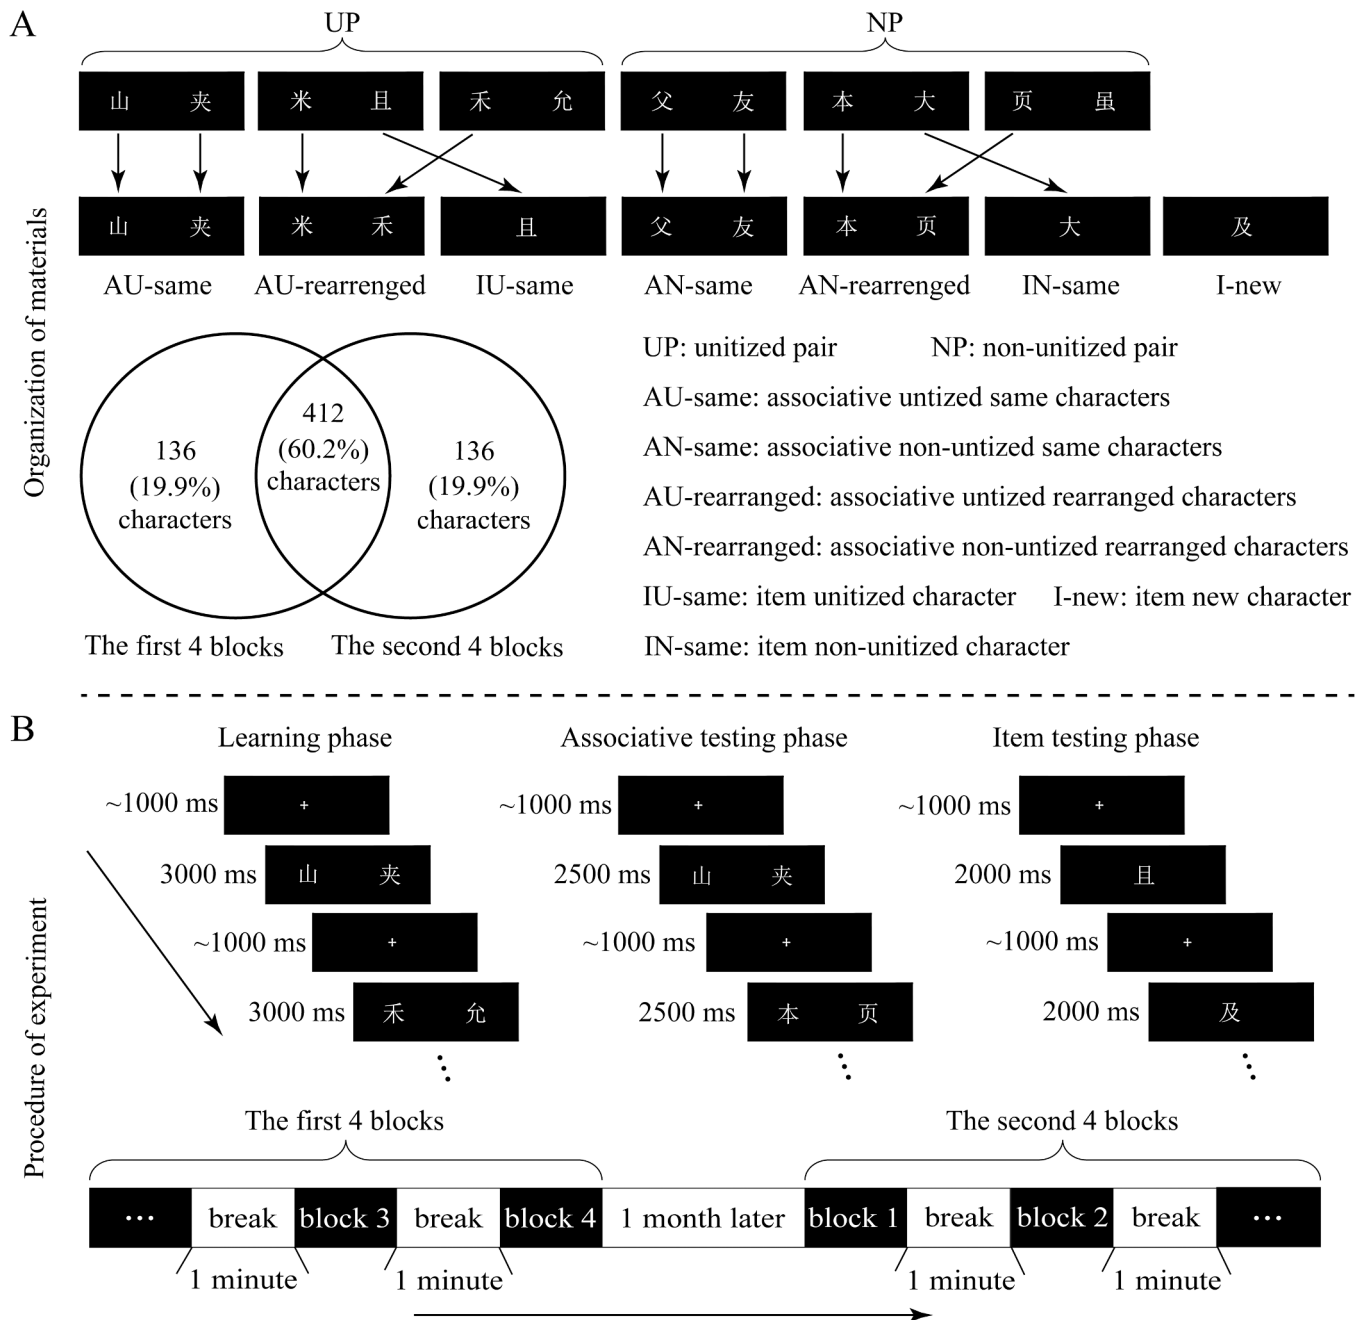 A
UP
NP
山 夹
米 且
禾 允
父 友
本 大
页 虽
山 夹
米 禾
且
父 友
本 页
大
及
AU-same
AU-rearrenged
IU-same
AN-same
AN-rearrenged
IN-same
I-new
Organization of materials
136
(19.9%)
characters
412
(60.2%)
characters
136
(19.9%)
characters
The first 4 blocks
The second 4 blocks
UP: unitized pair
NP: non-unitized pair
AU-same: associative untized same characters
AN-same: associative non-untized same characters
AU-rearranged: associative untized rearranged characters
AN-rearranged: associative non-untized rearranged characters
IU-same: item unitized character
I-new: item new character
IN-same: item non-unitized character
B
Procedure of experiment
Learning phase
~1000 ms
+
3000 ms
山 夹
~1000 ms
+
3000 ms
禾 允
Associative testing phase
~1000 ms
+
2500 ms
山 夹
~1000 ms
+
2500 ms
本 页
Item testing phase
~1000 ms
+
2000 ms
且
~1000 ms
+
2000 ms
及
The first 4 blocks
The second 4 blocks
... break block 3 break block 4 1 month later block 1 break block 2 break ...
1 minute
1 minute
1 minute
1 minute